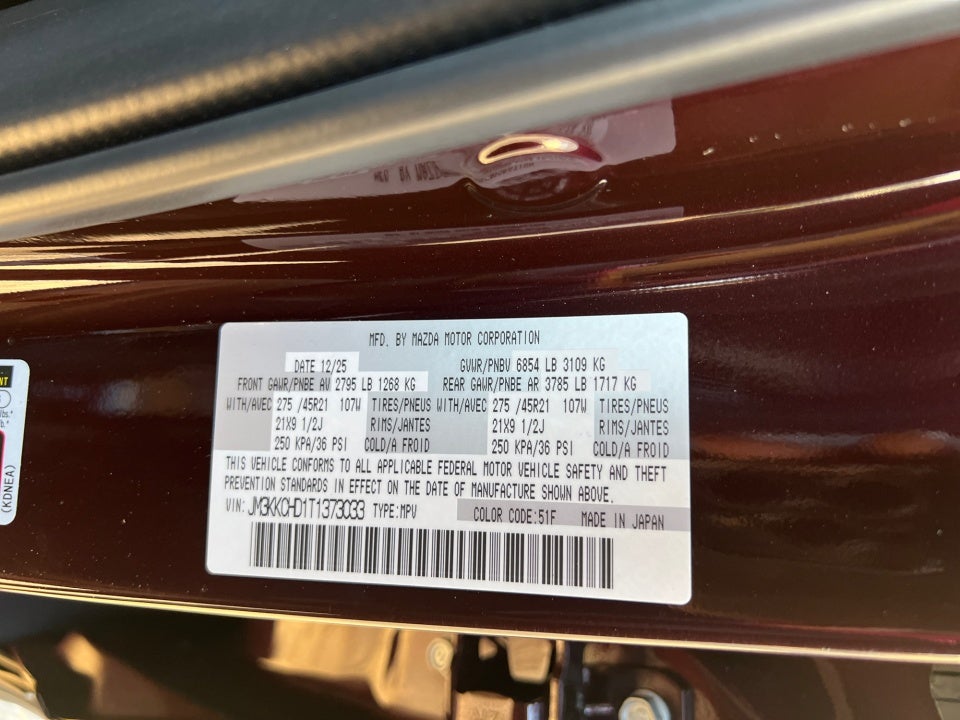 MFD. BY MAZDA MOTOR CORPORATION
DATE 12/25 GVWR/PNBV 6854 LB 3109 KG
FRONT GAWR/PNBE AV 2795 LB 1268 KG REAR GAWR/PNBE AR 3785 LB 1717 KG
WITH/AVEC 275 /45R21 107W TIRES/PNEUS WITH/AVEC 275 /45R21 107W TIRES/PNEUS
21X9 1/2J RIMS/JANTES 21X9 1/2J RIMS/JANTES
250 KPA/36 PSI COLD/A FROID 250 KPA/36 PSI COLD/A FROID
THIS VEHICLE CONFORMS TO ALL APPLICABLE FEDERAL MOTOR VEHICLE SAFETY AND THEFT
PREVENTION STANDARDS IN EFFECT ON THE DATE OF MANUFACTURE SHOWN ABOVE.
VIN: JM3KKCHD1T1373033 TYPE:MPV COLOR CODE:51F MADE IN JAPAN
(KDNEA)